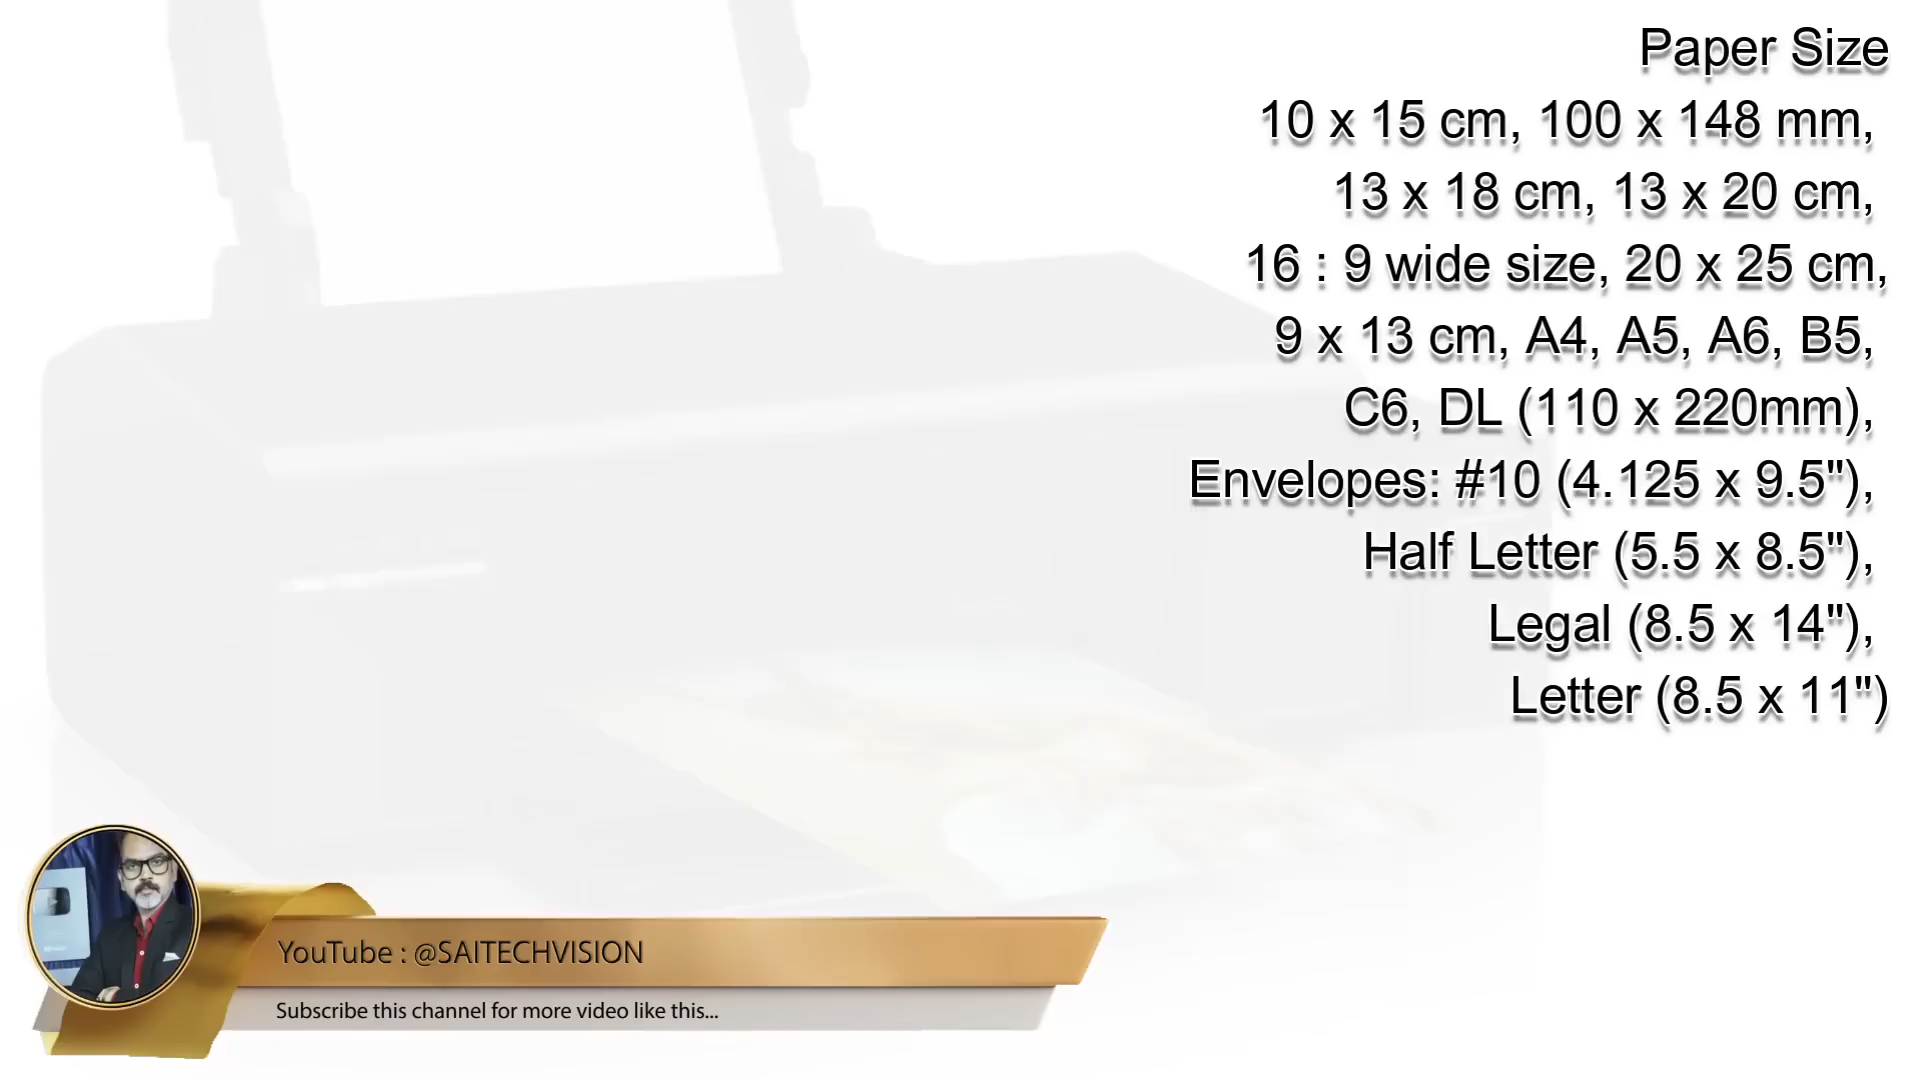 Paper Size
10 x 15 cm, 100 x 148 mm,
13 x 18 cm, 13 x 20 cm,
16 : 9 wide size, 20 x 25 cm,
9 x 13 cm, A4, A5, A6, B5,
C6, DL (110 x 220mm),
Envelopes: #10 (4.125 x 9.5"),
Half Letter (5.5 x 8.5"),
Legal (8.5 x 14"),
Letter (8.5 x 11")
YouTube : @SAITECHVISION
Subscribe this channel for more video like this...